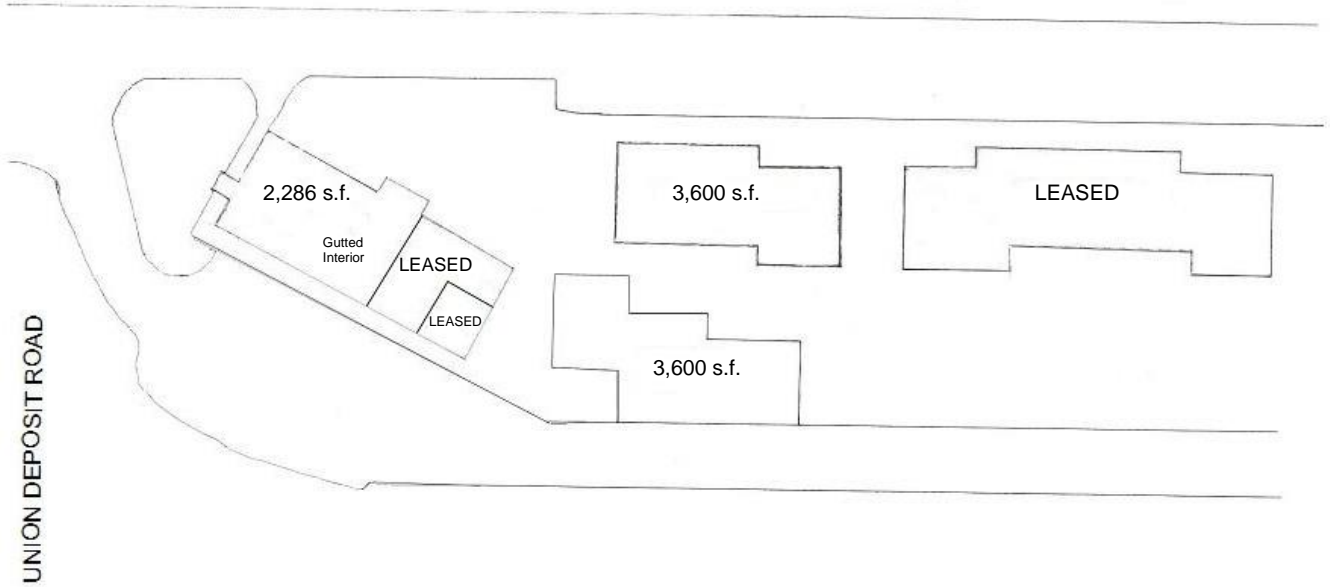 2,286 s.f.
Gutted
Interior
LEASED
LEASED
3,600 s.f.
LEASED
3,600 s.f.
UNION DEPOSIT ROAD